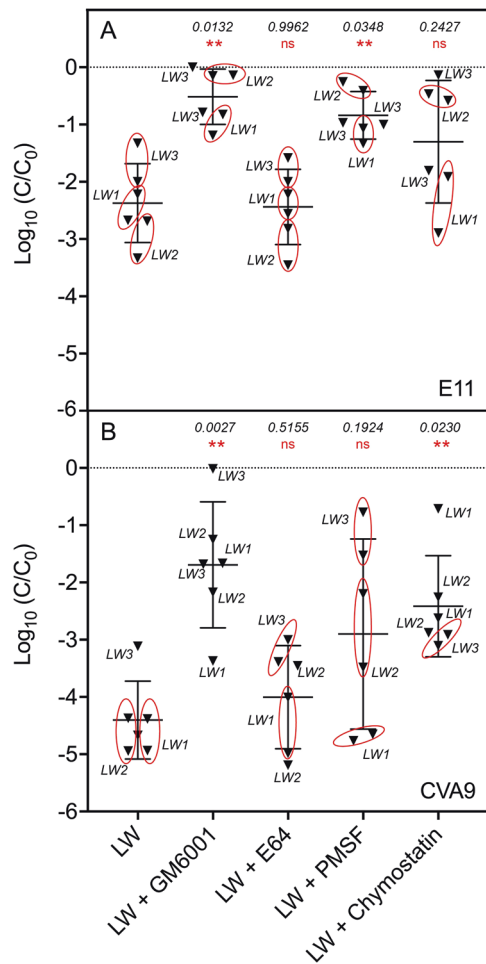 A
0.0132 0.9962 0.0348 0.2427
** ns ** ns
Log10 (C/C0)
0
-1
-2
-3
-4
-5
-6
LW3
LW1
LW2
LW3
LW2
LW3
LW1
LW3
LW1
LW2
LW2
LW3
LW3
LW1
LW3
LW2
LW3
LW1
E11
B
0.0027 0.5155 0.1924 0.0230
** ns ns **
Log10 (C/C0)
0
-1
-2
-3
-4
-5
-6
LW3
LW1
LW2
LW3
LW2
LW1
LW3
LW2
LW1
LW3
LW2
LW1
LW2
LW3
LW2
LW1
LW1
LW2
LW1
LW2
LW3
CVA9
LW
LW + GM6001
LW + E64
LW + PMSF
LW + Chymostatin